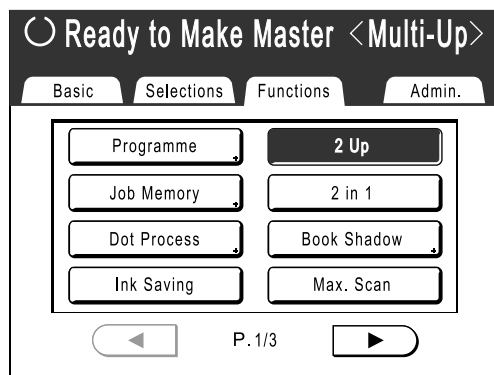 Ready to Make Master <Multi-Up>
Basic Selections Functions Admin.
Programme 2 Up
Job Memory 2 in 1
Dot Process Book Shadow
Ink Saving Max. Scan
P.1/3